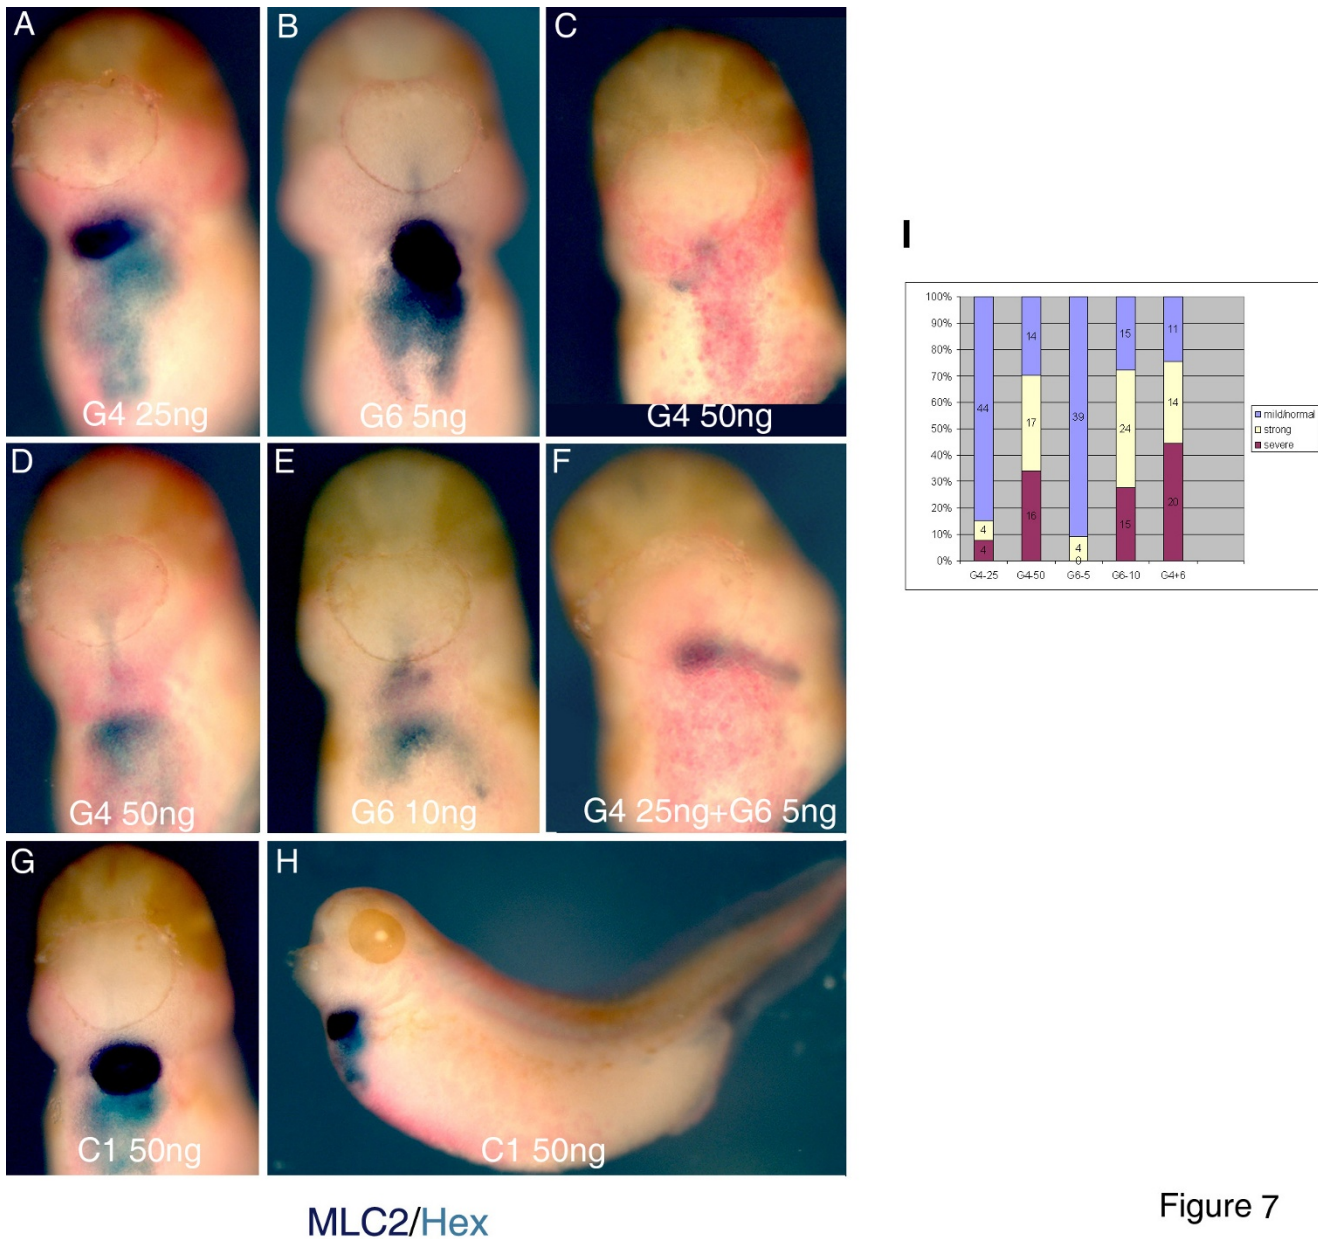 A
B
C
G4 25ng
G6 5ng
G4 50ng
D
E
F
G4 50ng
G6 10ng
G4 25ng+G6 5ng
G
H
C1 50ng
C1 50ng
MLC2/Hex
I
100%
90%
80%
70%
60%
50%
40%
30%
20%
10%
0%
44
4
4
14
17
16
39
4
0
15
24
15
11
14
20
G4-25
G4-50
G6-5
G6-10
G4+6
mild/normal
strong
severe
Figure 7